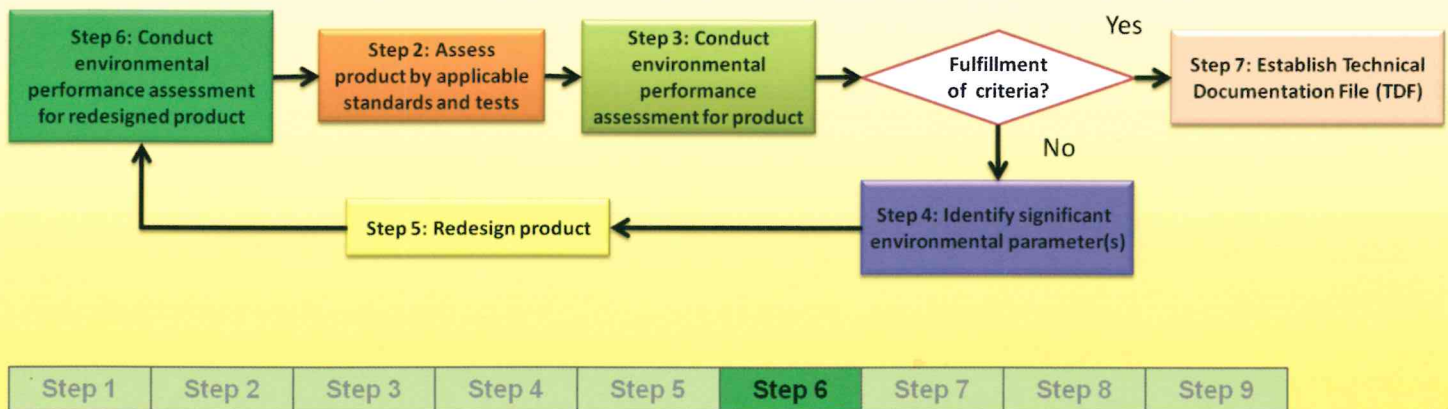 Step 6: Conduct
environmental
performance assessment
for redesigned product
Step 2: Assess
product by applicable
standards and tests
Step 3: Conduct
environmental
performance
assessment for product
Fulfillment
of criteria?
Yes
Step 7: Establish Technical
Documentation File (TDF)
No
Step 4: Identify significant
environmental parameter(s)
Step 5: Redesign product
Step 1 Step 2 Step 3 Step 4 Step 5 Step 6 Step 7 Step 8 Step 9